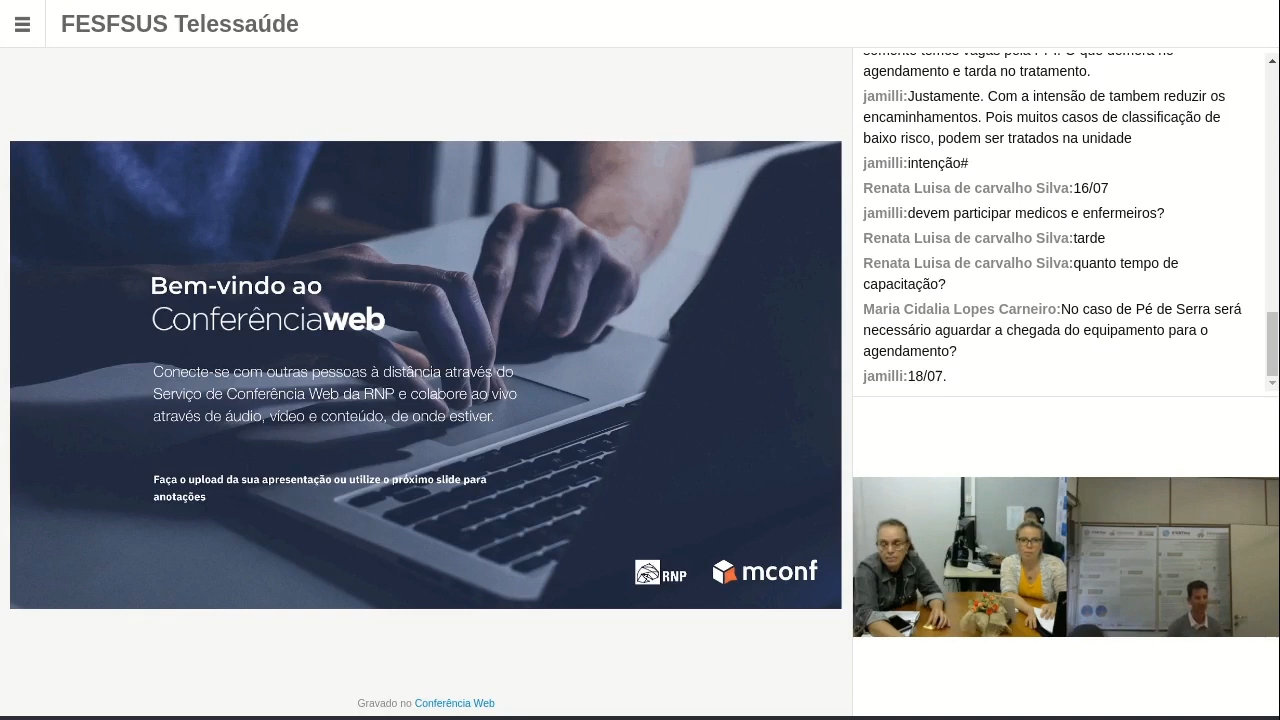 FESFSUS Telessaúde
Bem-vindo ao
Conferênciaweb
Conecte-se com outras pessoas à distância através do
Serviço de Conferência Web da RNP e colabore ao vivo
através de áudio, vídeo e conteúdo, de onde estiver.
Faça o upload da sua apresentação ou utilize o próximo slide para
anotações
RNP
mconf
Gravado no Conferência Web
agendamento e tarda no tratamento.
jamilli:Justamente. Com a intensão de tambem reduzir os
encaminhamentos. Pois muitos casos de classificação de
baixo risco, podem ser tratados na unidade
jamilli:intenção#
Renata Luisa de carvalho Silva:16/07
jamilli:devem participar medicos e enfermeiros?
Renata Luisa de carvalho Silva:tarde
Renata Luisa de carvalho Silva:quanto tempo de
capacitação?
Maria Cidalia Lopes Carneiro:No caso de Pé de Serra será
necessário aguardar a chegada do equipamento para o
agendamento?
jamilli:18/07.